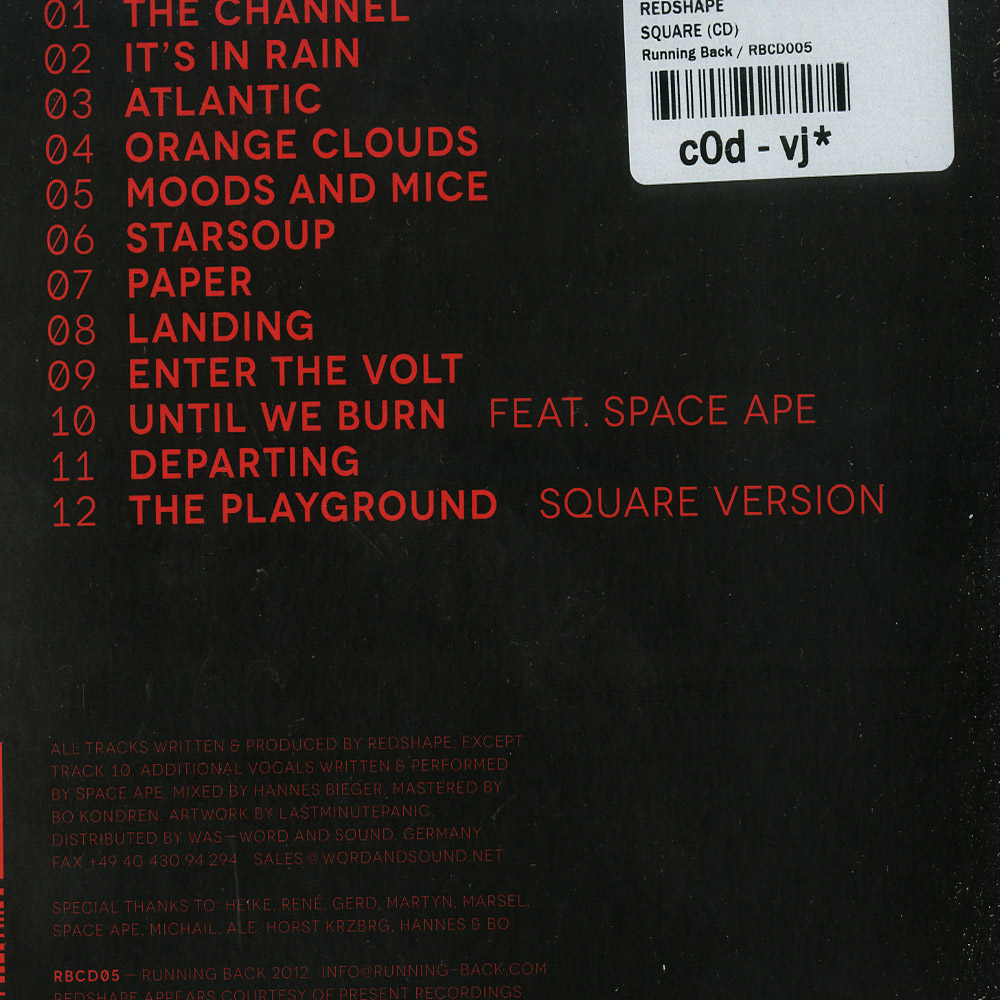 01 THE CHANNEL
02 IT'S IN RAIN
03 ATLANTIC
04 ORANGE CLOUDS
05 MOODS AND MICE
06 STARSOUP
07 PAPER
08 LANDING
09 ENTER THE VOLT
10 UNTIL WE BURN FEAT. SPACE APE
11 DEPARTING
12 THE PLAYGROUND SQUARE VERSION
REDSHAPE
SQUARE (CD)
Running Back / RBCD005
cOd - vj*
ALL TRACKS WRITTEN & PRODUCED BY REDSHAPE. EXCEPT
TRACK 10. ADDITIONAL VOCALS WRITTEN & PERFORMED
BY SPACE APE. MIXED BY HANNES BIEGER, MASTERED BY
BO KONDREN. ARTWORK BY LASTMINUTEPANIC.
DISTRIBUTED BY WAS—WORD AND SOUND, GERMANY.
FAX +49 40 430 94 294 SALES@WORDANDSOUND.NET
SPECIAL THANKS TO: HEIKE, RENÉ, GERD, MARTYN, MARSEL,
SPACE APE, MICHAIL, ALE, HORST KRZBRG, HANNES & BO.
RBCD05 — RUNNING BACK 2012. INFO@RUNNING-BACK.COM
REDSHAPE APPEARS COURTESY OF PRESENT RECORDINGS.